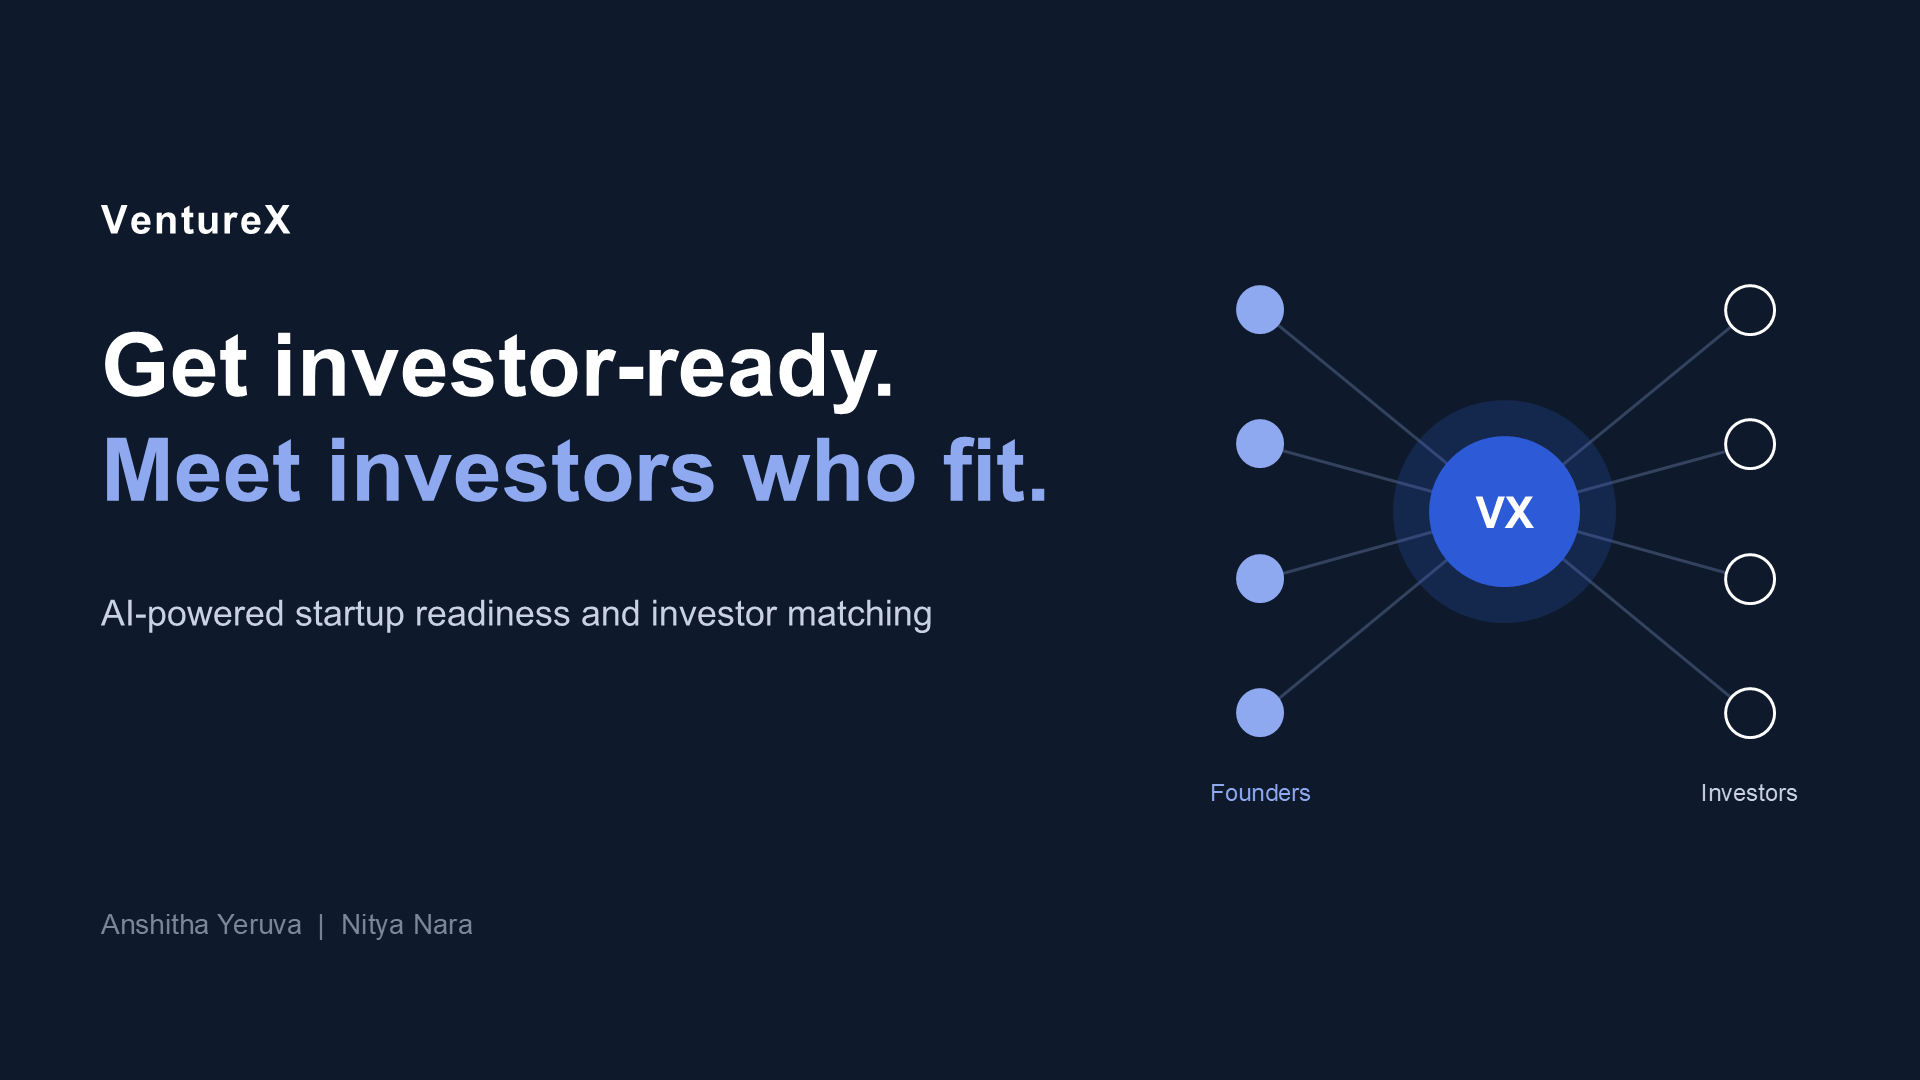 VentureX
Get investor-ready.
Meet investors who fit.
AI-powered startup readiness and investor matching
VX
Founders
Investors
Anshitha Yeruva | Nitya Nara